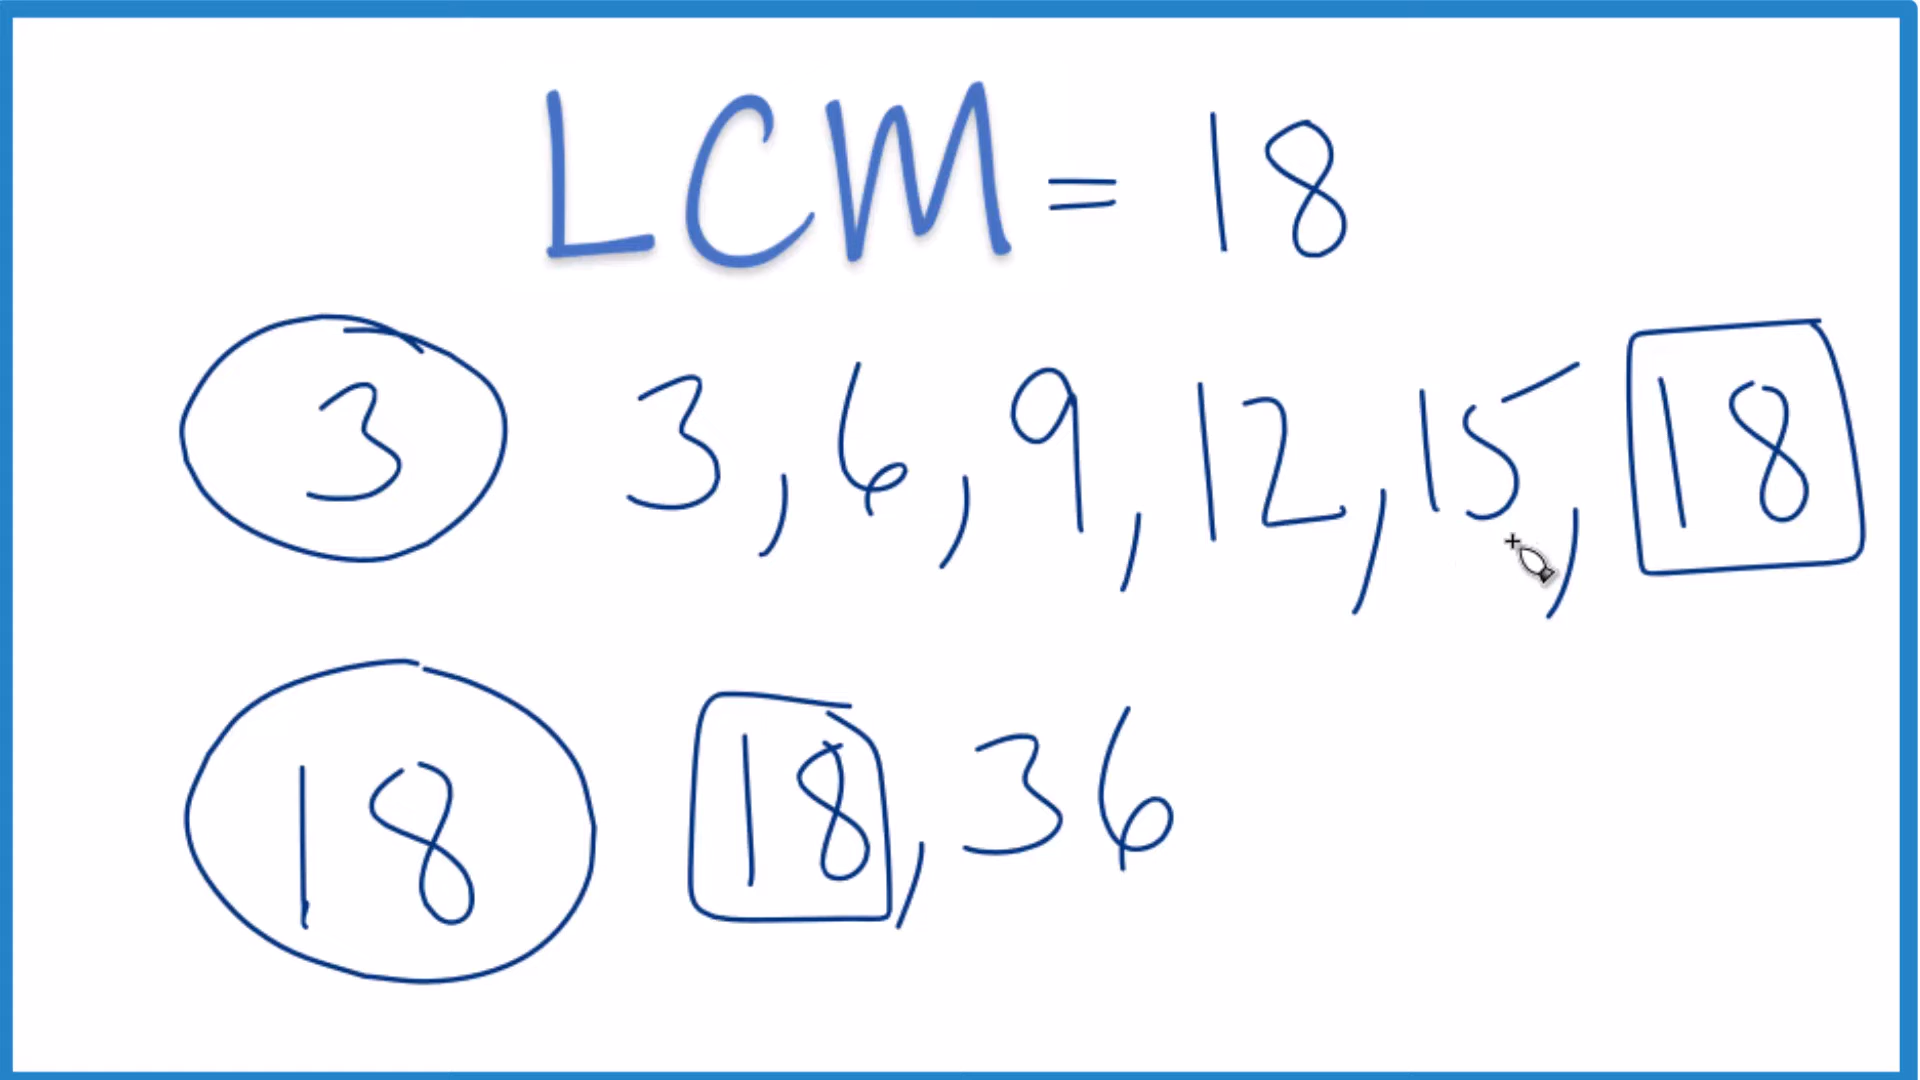 LCM = 18
3 3, 6, 9, 12, 15, 18
18 18, 36